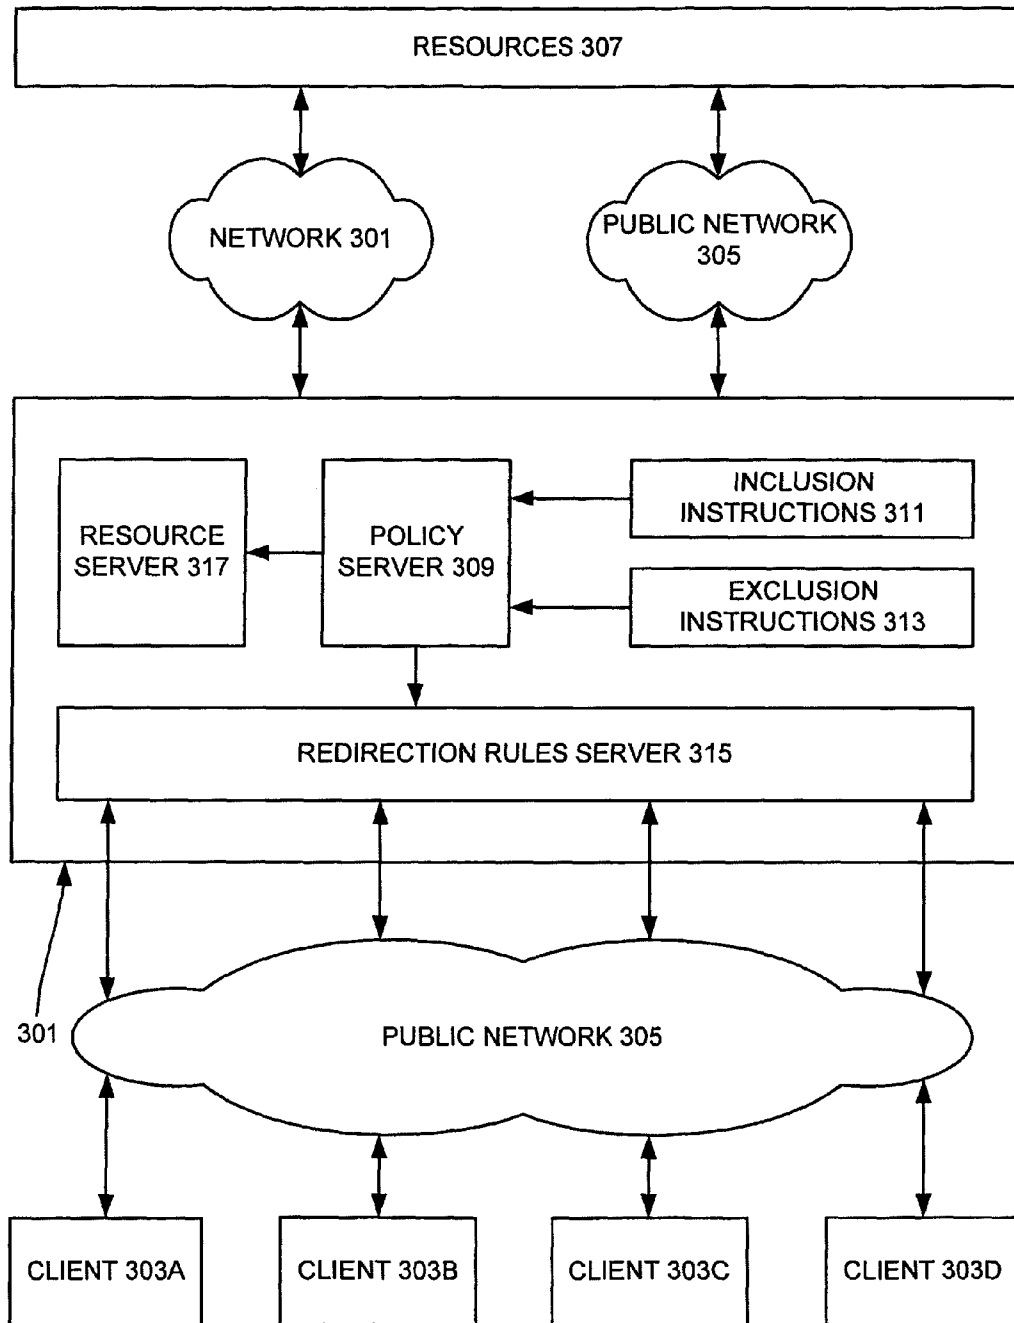 RESOURCES 307
NETWORK 301
PUBLIC NETWORK
305
RESOURCE
SERVER 317
POLICY
SERVER 309
INCLUSION
INSTRUCTIONS 311
EXCLUSION
INSTRUCTIONS 313
REDIRECTION RULES SERVER 315
301
PUBLIC NETWORK 305
CLIENT 303A
CLIENT 303B
CLIENT 303C
CLIENT 303D